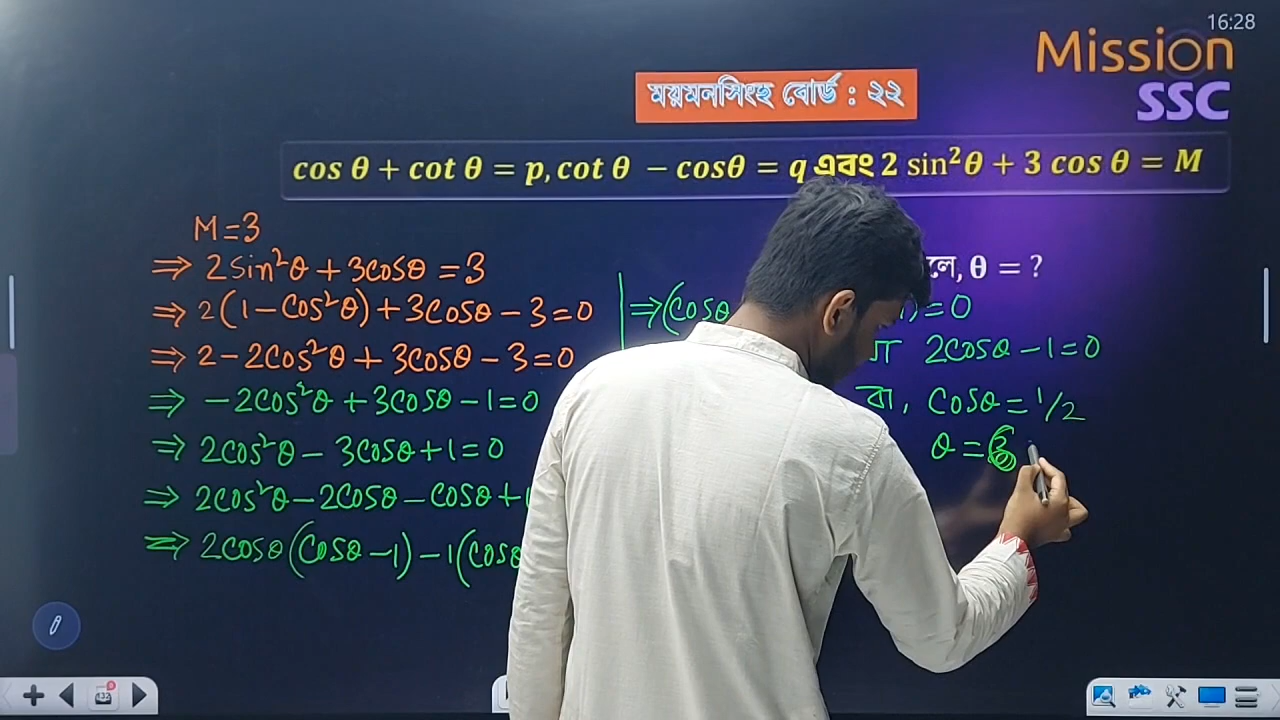 16:28
Mission
SSC
ময়মনসিংহ বোর্ড : ২২
cos θ + cot θ = p, cot θ − cosθ = q এবং 2 sin²θ + 3 cos θ = M
লে, θ = ?
M = 3
⇒ 2sin²θ + 3cosθ = 3
⇒ 2(1 − cos²θ) + 3cosθ − 3 = 0
⇒ 2 − 2cos²θ + 3cosθ − 3 = 0
⇒ −2cos²θ + 3cosθ − 1 = 0
⇒ 2cos²θ − 3cosθ + 1 = 0
⇒ 2cos²θ − 2cosθ − cosθ +
⇒ 2cosθ(cosθ − 1) − 1(cosθ
⇒ (cosθ ) = 0
2cosθ − 1 = 0
বা, cosθ = 1/2
θ =